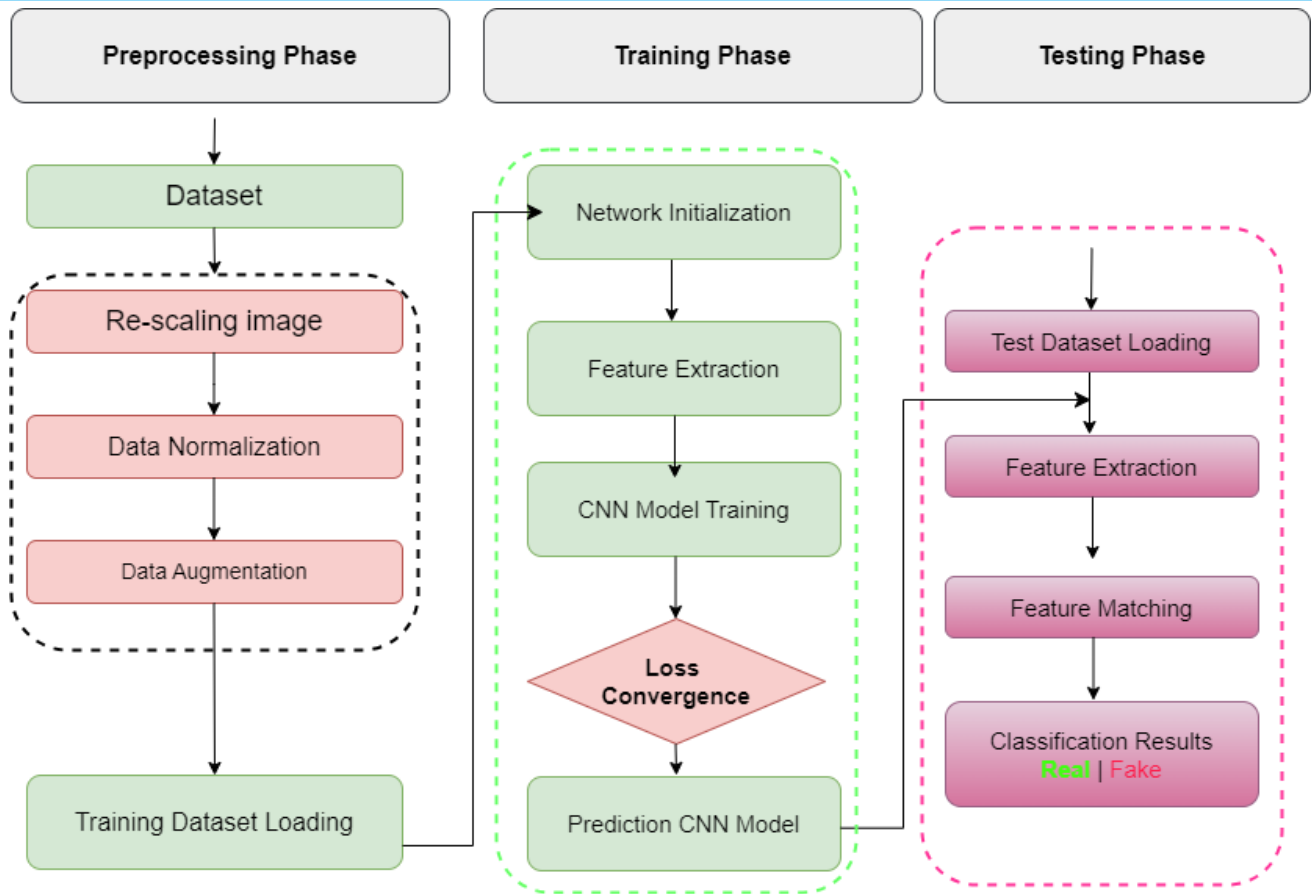 Preprocessing Phase
Training Phase
Testing Phase
Dataset
Re-scaling image
Data Normalization
Data Augmentation
Training Dataset Loading
Network Initialization
Feature Extraction
CNN Model Training
Loss
Convergence
Prediction CNN Model
Test Dataset Loading
Feature Extraction
Feature Matching
Classification Results
Real | Fake